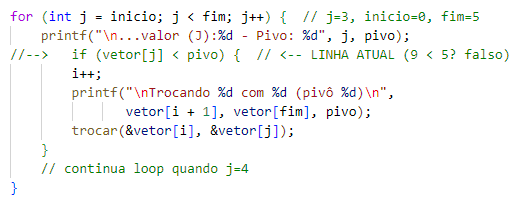 for (int j = inicio; j < fim; j++) {  // j=3, inicio=0, fim=5
    printf("\n...valor (J):%d - Pivo: %d", j, pivo);
//-->   if (vetor[j] < pivo) {  // <-- LINHA ATUAL (9 < 5? falso)
        i++;
        printf("\nTrocando %d com %d (pivô %d)\n",
               vetor[i + 1], vetor[fim], pivo);
        trocar(&vetor[i], &vetor[j]);
    }
    // continua loop quando j=4
}